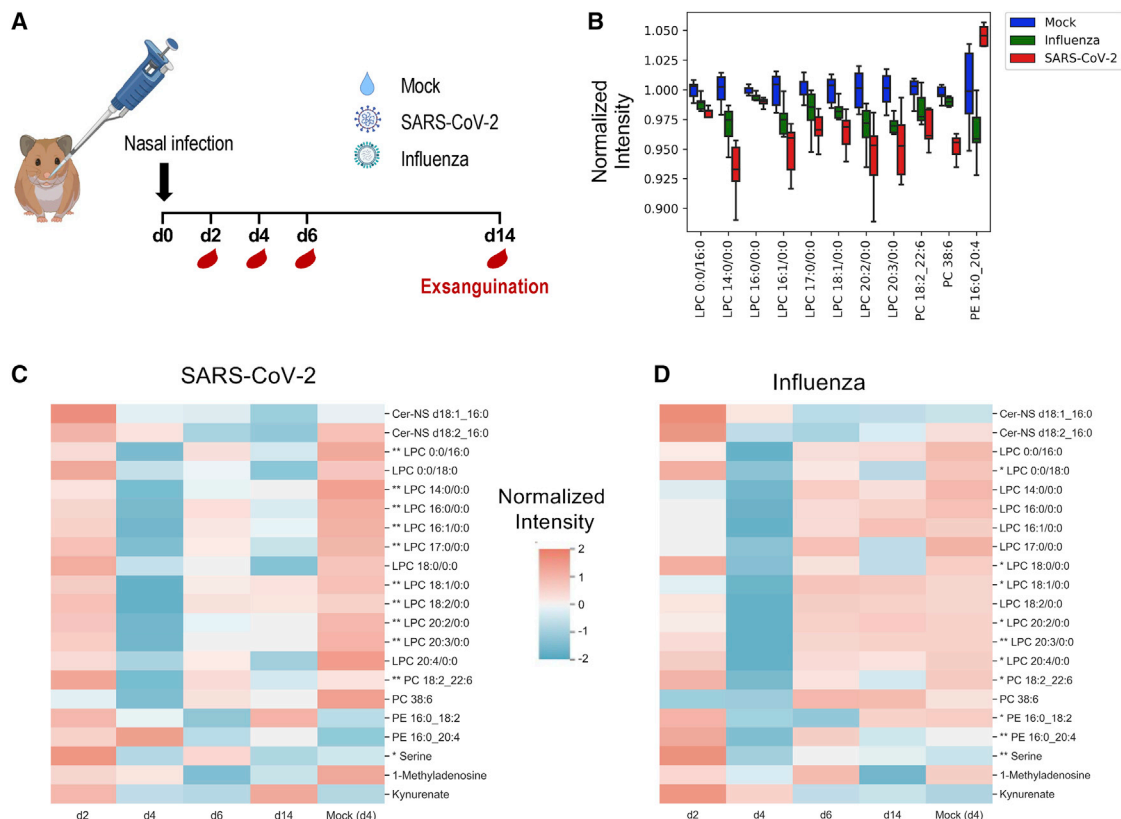 A
Nasal infection
Mock
SARS-CoV-2
Influenza
d0
d2
d4
d6
d14
Exsanguination
B
Normalized
Intensity
1.050
1.025
1.000
0.975
0.950
0.925
0.900
Mock
Influenza
SARS-CoV-2
LPC 0:0/16:0
LPC 14:0/0:0
LPC 16:0/0:0
LPC 16:1/0:0
LPC 17:0/0:0
LPC 18:1/0:0
LPC 20:2/0:0
LPC 20:3/0:0
PC 18:2_22:6
PC 38:6
PE 16:0_20:4
C
SARS-CoV-2
Cer-NS d18:1_16:0
Cer-NS d18:2_16:0
** LPC 0:0/16:0
LPC 0:0/18:0
** LPC 14:0/0:0
** LPC 16:0/0:0
** LPC 16:1/0:0
** LPC 17:0/0:0
LPC 18:0/0:0
** LPC 18:1/0:0
** LPC 18:2/0:0
** LPC 20:2/0:0
** LPC 20:3/0:0
LPC 20:4/0:0
** PC 18:2_22:6
PC 38:6
PE 16:0_18:2
PE 16:0_20:4
* Serine
1-Methyladenosine
Kynurenate
d2 d4 d6 d14 Mock (d4)
Normalized
Intensity
2
1
0
-1
-2
D
Influenza
Cer-NS d18:1_16:0
Cer-NS d18:2_16:0
LPC 0:0/16:0
* LPC 0:0/18:0
LPC 14:0/0:0
LPC 16:0/0:0
LPC 16:1/0:0
LPC 17:0/0:0
* LPC 18:0/0:0
* LPC 18:1/0:0
LPC 18:2/0:0
* LPC 20:2/0:0
** LPC 20:3/0:0
* LPC 20:4/0:0
* PC 18:2_22:6
PC 38:6
* PE 16:0_18:2
** PE 16:0_20:4
** Serine
1-Methyladenosine
Kynurenate
d2 d4 d6 d14 Mock (d4)